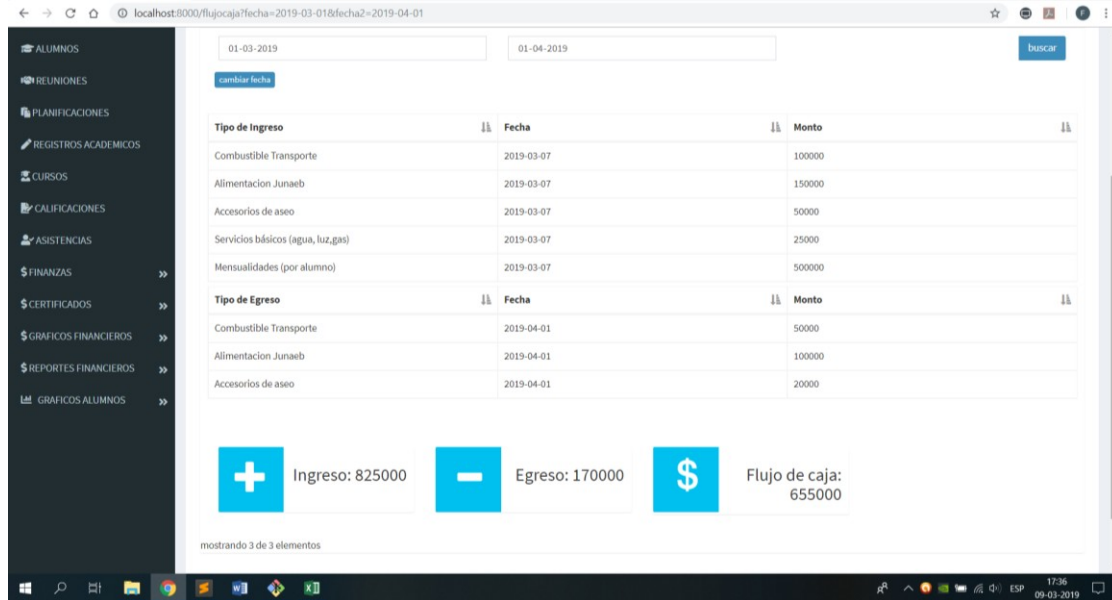 localhost:8000/flujocaja?fecha=2019-03-01&fecha2=2019-04-01
F
ALUMNOS
REUNIONES
PLANIFICACIONES
REGISTROS ACADEMICOS
CURSOS
CALIFICACIONES
ASISTENCIAS
$ FINANZAS
$ CERTIFICADOS
$ GRAFICOS FINANCIEROS
$ REPORTES FINANCIEROS
GRAFICOS ALUMNOS
01-03-2019 01-04-2019 buscar
cambiar fecha
Tipo de Ingreso Fecha Monto
Combustible Transporte 2019-03-07 100000
Alimentacion Junaeb 2019-03-07 150000
Accesorios de aseo 2019-03-07 50000
Servicios básicos (agua, luz,gas) 2019-03-07 25000
Mensualidades (por alumno) 2019-03-07 500000
Tipo de Egreso Fecha Monto
Combustible Transporte 2019-04-01 50000
Alimentacion Junaeb 2019-04-01 100000
Accesorios de aseo 2019-04-01 20000
Ingreso: 825000
Egreso: 170000
$ Flujo de caja:
655000
mostrando 3 de 3 elementos
ESP
17:36
09-03-2019